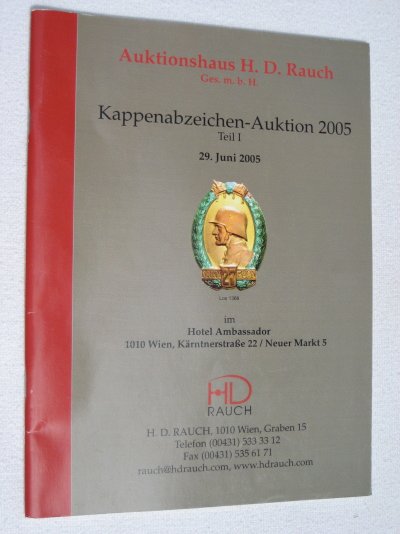 Auktionshaus H. D. Rauch
Ges. m. b. H.
Kappenabzeichen-Auktion 2005
Teil I
29. Juni 2005
27
im
Hotel Ambassador
1010 Wien, Kärntnerstraße 22 / Neuer Markt 5
HD
RAUCH
H. D. RAUCH, 1010 Wien, Graben 15
Telefon (00431) 533 33 12
Fax (00431) 535 61 71
rauch@hdrauch.com, www.hdrauch.com